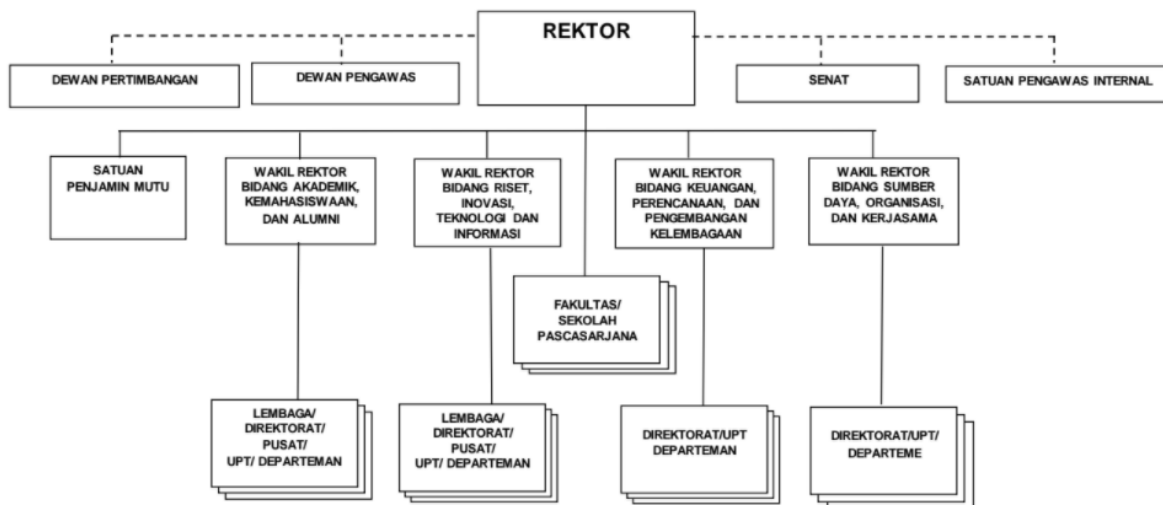 REKTOR
DEWAN PERTIMBANGAN
DEWAN PENGAWAS
SENAT
SATUAN PENGAWAS INTERNAL
SATUAN
PENJAMIN MUTU
WAKIL REKTOR
BIDANG AKADEMIK,
KEMAHASISWAAN,
DAN ALUMNI
WAKIL REKTOR
BIDANG RISET,
INOVASI,
TEKNOLOGI DAN
INFORMASI
WAKIL REKTOR
BIDANG KEUANGAN,
PERENCANAAN, DAN
PENGEMBANGAN
KELEMBAGAAN
WAKIL REKTOR
BIDANG SUMBER
DAYA, ORGANISASI,
DAN KERJASAMA
FAKULTAS/
SEKOLAH
PASCASARJANA
LEMBAGA/
DIREKTORAT/
PUSAT/
UPT/ DEPARTEMAN
LEMBAGA/
DIREKTORAT/
PUSAT/
UPT/ DEPARTEMAN
DIREKTORAT/UPT
DEPARTEMAN
DIREKTORAT/UPT/
DEPARTEME